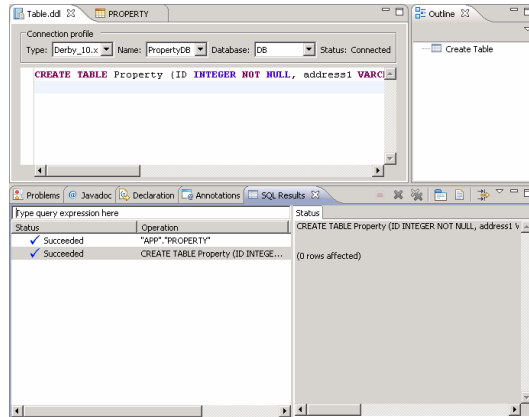 Table.ddl
PROPERTY
Outline
Connection profile
Type: Derby_10.x Name: PropertyDB Database: DB Status: Connected
Create Table
CREATE TABLE Property (ID INTEGER NOT NULL, address1
Problems @ Javadoc Declaration Annotations SQL Results
Type query expression here
Status Operation
Succeeded "APP"."PROPERTY"
Succeeded CREATE TABLE Property (ID INTEGE...
Status
CREATE TABLE Property (ID INTEGER NOT NULL, address1
(0 rows affected)